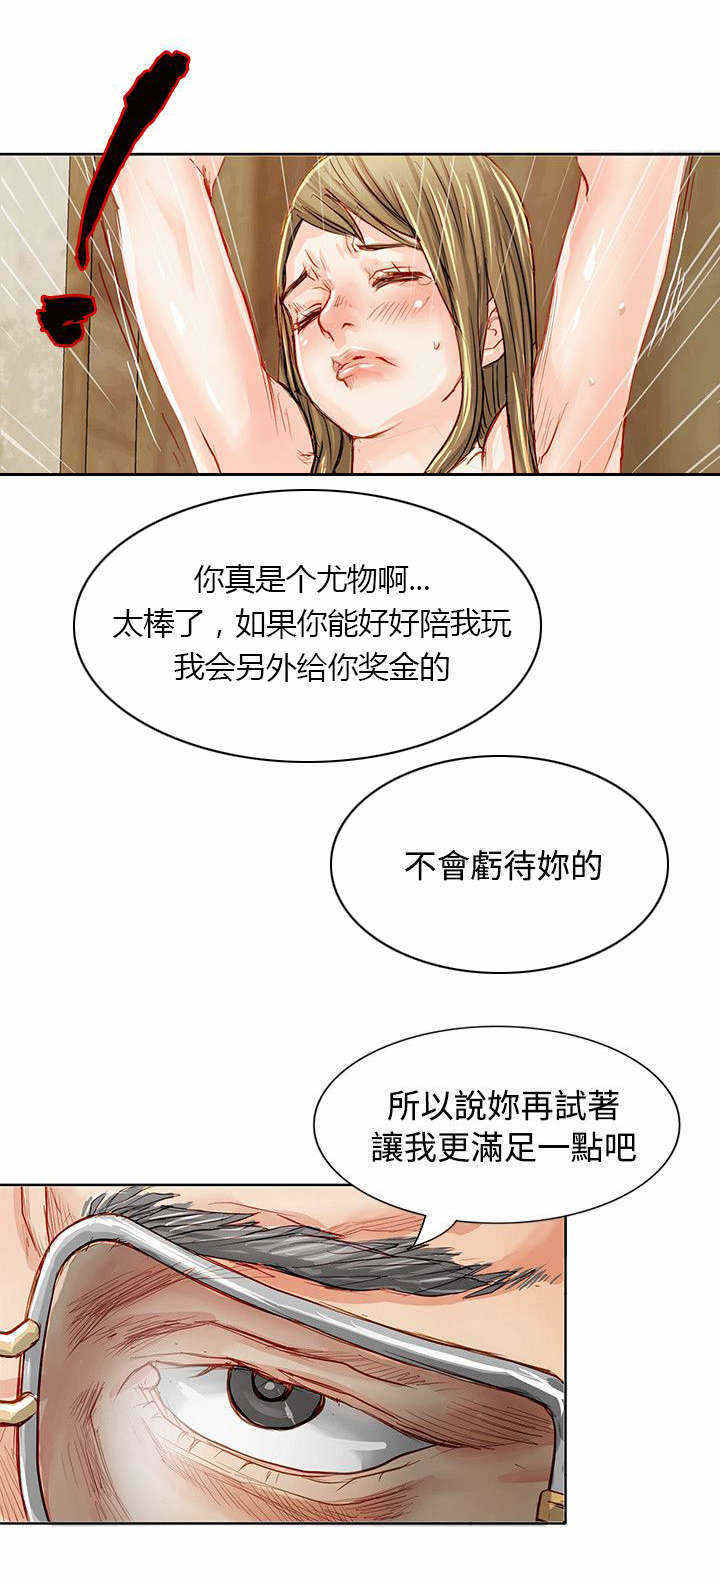 你真是个尤物啊...
太棒了，如果你能好好陪我玩
我会另外给你奖金的
不會虧待妳的
所以說妳再試著
讓我更滿足一點吧